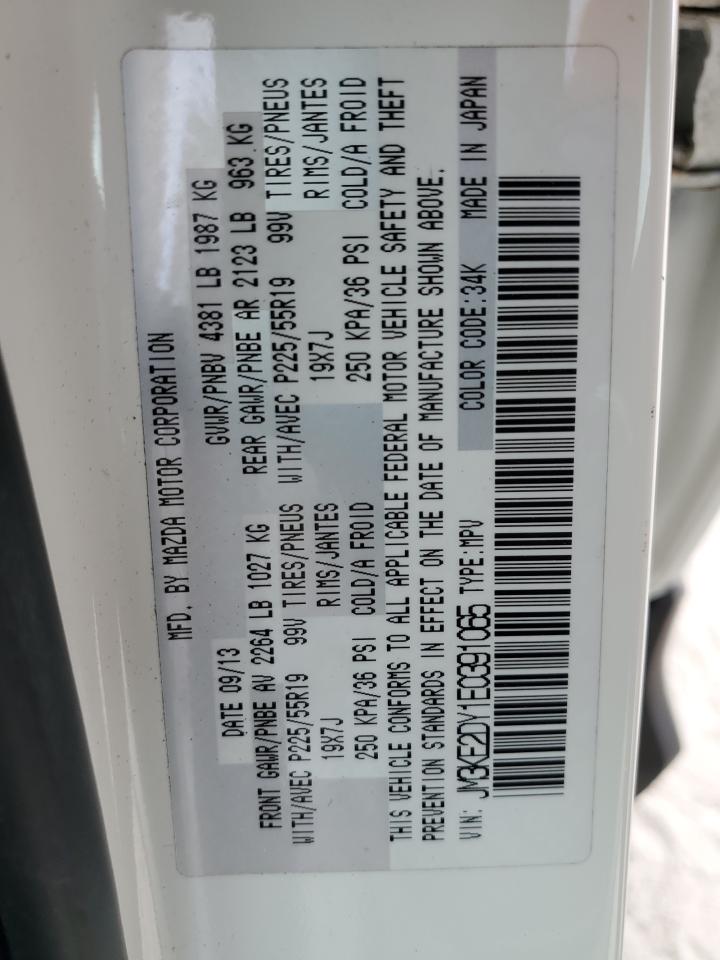 MFD. BY MAZDA MOTOR CORPORATION
DATE 09/13 GVWR/PNBV 4381 LB 1987 KG
FRONT GAWR/PNBE AV 2264 LB 1027 KG REAR GAWR/PNBE AR 2123 LB 963 KG
WITH/AVEC P225/55R19 99V TIRES/PNEUS WITH/AVEC P225/55R19 99V TIRES/PNEUS
19X7J RIMS/JANTES 19X7J RIMS/JANTES
250 KPA/36 PSI COLD/A FROID 250 KPA/36 PSI COLD/A FROID
THIS VEHICLE CONFORMS TO ALL APPLICABLE FEDERAL MOTOR VEHICLE SAFETY AND THEFT
PREVENTION STANDARDS IN EFFECT ON THE DATE OF MANUFACTURE SHOWN ABOVE.
VIN: JM3KE2DY1E0391065 TYPE:MPV COLOR CODE:34K MADE IN JAPAN